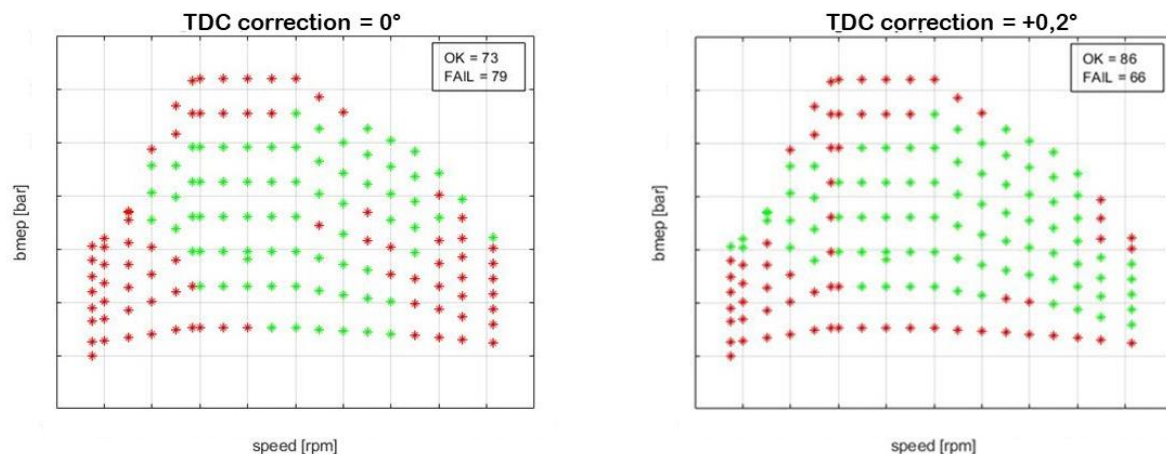 TDC correction = 0°
OK = 73
FAIL = 79
bmep [bar]
speed [rpm]
TDC correction = +0,2°
OK = 86
FAIL = 66
bmep [bar]
speed [rpm]